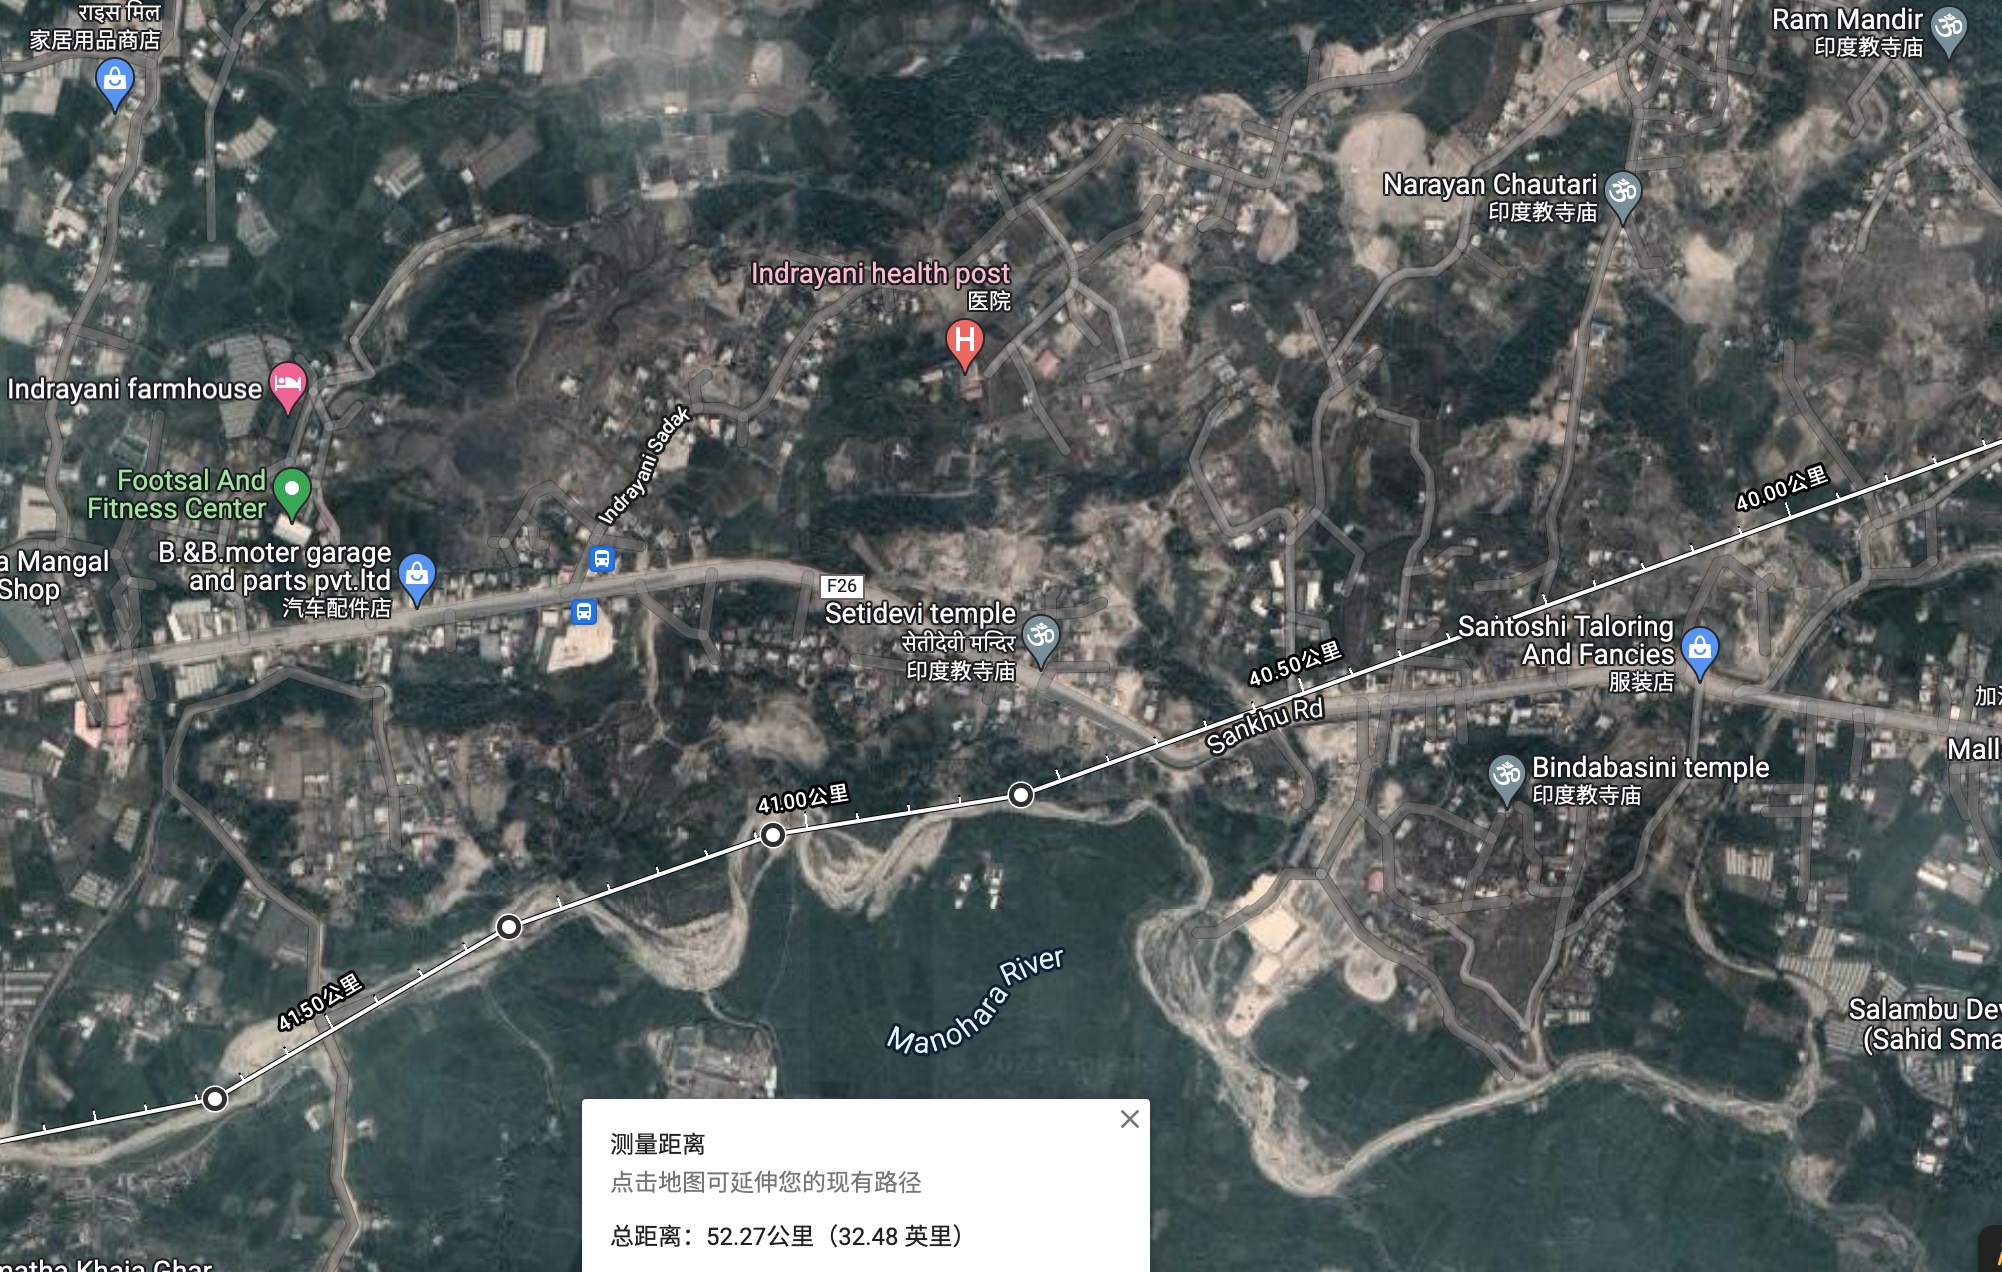 राइस मिल
家居用品商店
Ram Mandir
印度教寺庙
Narayan Chautari
印度教寺庙
Indrayani health post
医院
H
Indrayani farmhouse
Indrayani Sadak
Footsal And
Fitness Center
40.00公里
a Mangal
Shop
B.&B.moter garage
and parts pvt.ltd
汽车配件店
F26
Setidevi temple
सेतीदेवी मन्दिर
印度教寺庙
Santoshi Taloring
And Fancies
服装店
40.50公里
Sankhu Rd
Mall
Bindabasini temple
印度教寺庙
41.00公里
Manohara River
41.50公里
Salambu De
(Sahid Sma
测量距离
点击地图可延伸您的现有路径
总距离：52.27公里（32.48 英里）
matha Khaja Ghar